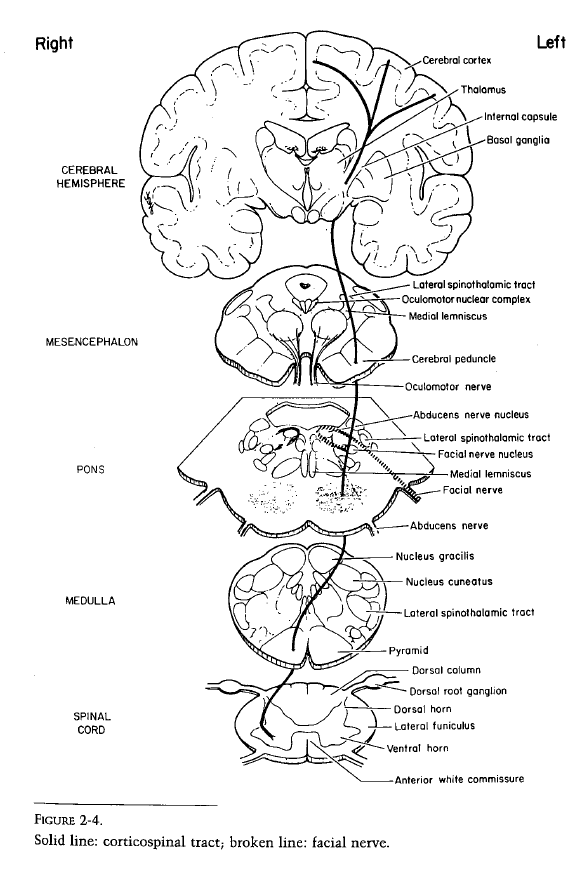 Right
Left
Cerebral cortex
Thalamus
Internal capsule
Basal ganglia
CEREBRAL
HEMISPHERE
Lateral spinothalamic tract
Oculomotor nuclear complex
Medial lemniscus
MESENCEPHALON
Cerebral peduncle
Oculomotor nerve
Abducens nerve nucleus
Lateral spinothalamic tract
Facial nerve nucleus
PONS
Medial lemniscus
Facial nerve
Abducens nerve
Nucleus gracilis
Nucleus cuneatus
MEDULLA
Lateral spinothalamic tract
Pyramid
Dorsal column
Dorsal root ganglion
Dorsal horn
SPINAL
CORD
Lateral funiculus
Ventral horn
Anterior white commissure
FIGURE 2-4.
Solid line: corticospinal tract; broken line: facial nerve.